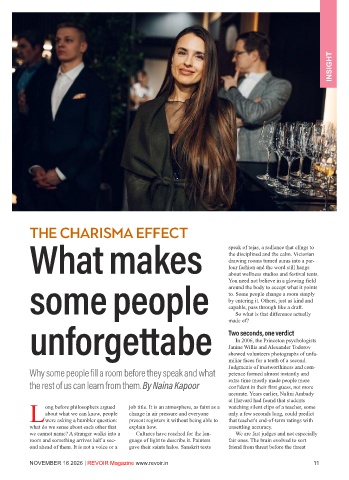 INSIGHT
THE CHARISMA EFFECT
What makes
some people
unforgettabe
Why some people fill a room before they speak and what
the rest of us can learn from them. By Naina Kapoor
Long before philosophers argued
about what we can know, people
were asking a humbler question:
what do we sense about each other that
we cannot name? A stranger walks into a
room and something arrives half a sec-
ond ahead of them. It is not a voice or a
job title. It is an atmosphere, as faint as a
change in air pressure and everyone
present registers it without being able to
explain how.
Cultures have reached for the lan-
guage of light to describe it. Painters
gave their saints halos. Sanskrit texts
speak of tejas, a radiance that clings to
the disciplined and the calm. Victorian
drawing rooms turned auras into a par-
lour fashion and the word still hangs
about wellness studios and festival tents.
You need not believe in a glowing field
around the body to accept what it points
to. Some people change a room simply
by entering it. Others, just as kind and
capable, pass through like a draft.
So what is that difference actually
made of?
Two seconds, one verdict
In 2006, the Princeton psychologists
Janine Willis and Alexander Todorov
showed volunteers photographs of unfa-
miliar faces for a tenth of a second.
Judgments of trustworthiness and com-
petence formed almost instantly and
extra time mostly made people more
confident in their first guess, not more
accurate. Years earlier, Nalini Ambady
at Harvard had found that students
watching silent clips of a teacher, some
only a few seconds long, could predict
that teacher's end-of-term ratings with
unsettling accuracy.
We are fast judges and not especially
fair ones. The brain evolved to sort
friend from threat before the threat
NOVEMBER 16 2026 | REVOIR Magazine www.revoir.in
11